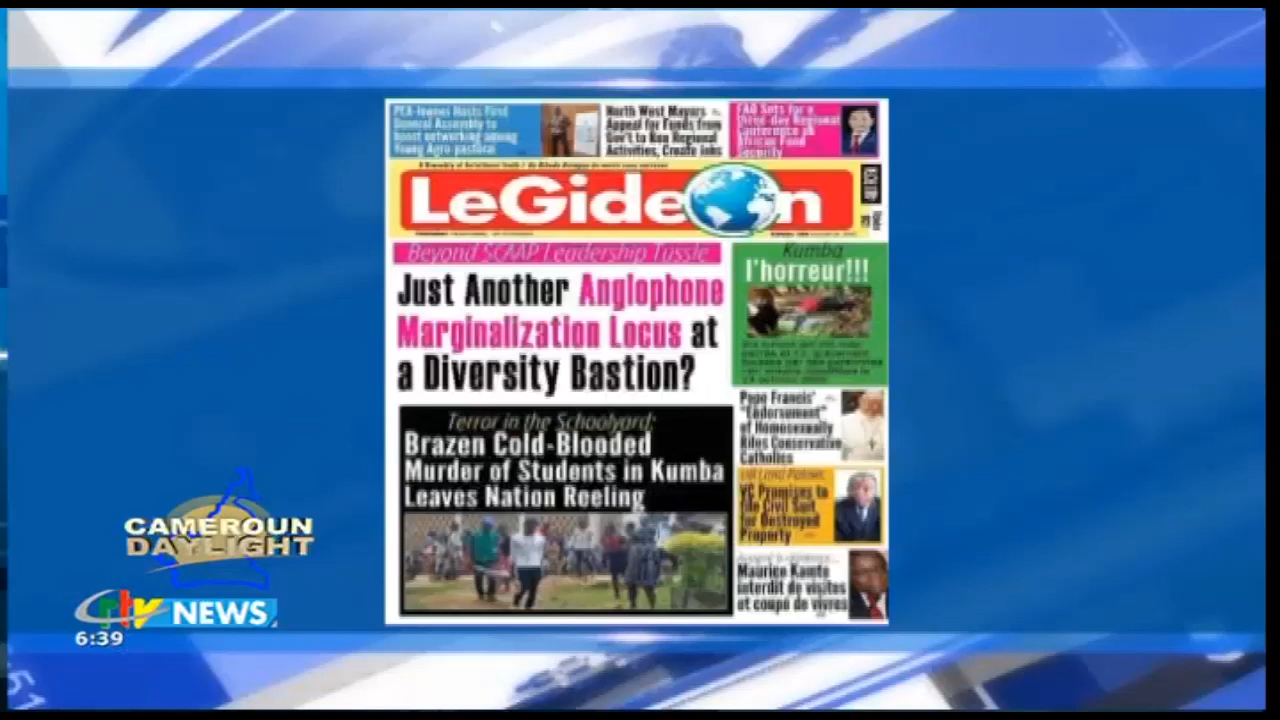 PEA-Jeunes Hosts First
General Assembly to
boost networking among
Young Agro pastoral
North West Mayors
Appeal for Funds from
Gov't to Run Regional
Activities, Create Jobs
FAO Sets for a
three-day Regional
Conference on
African Food
Security
LeGideon
Beyond SCAAP Leadership Tussle
Just Another Anglophone
Marginalization Locus at
a Diversity Bastion?
Kumba
l'horreur!!!
Terror in the Schoolyard:
Brazen Cold-Blooded
Murder of Students in Kumba
Leaves Nation Reeling
Pope Francis'
"Endorsement"
of Homosexually
Riles Conservative
Catholics
VC Promises to
file Civil Suit
for Destroyed
Property
Maurice Kamto
interdit de visites
et coupé de vivres
CAMEROUN
DAYLIGHT
crtv NEWS
6:39